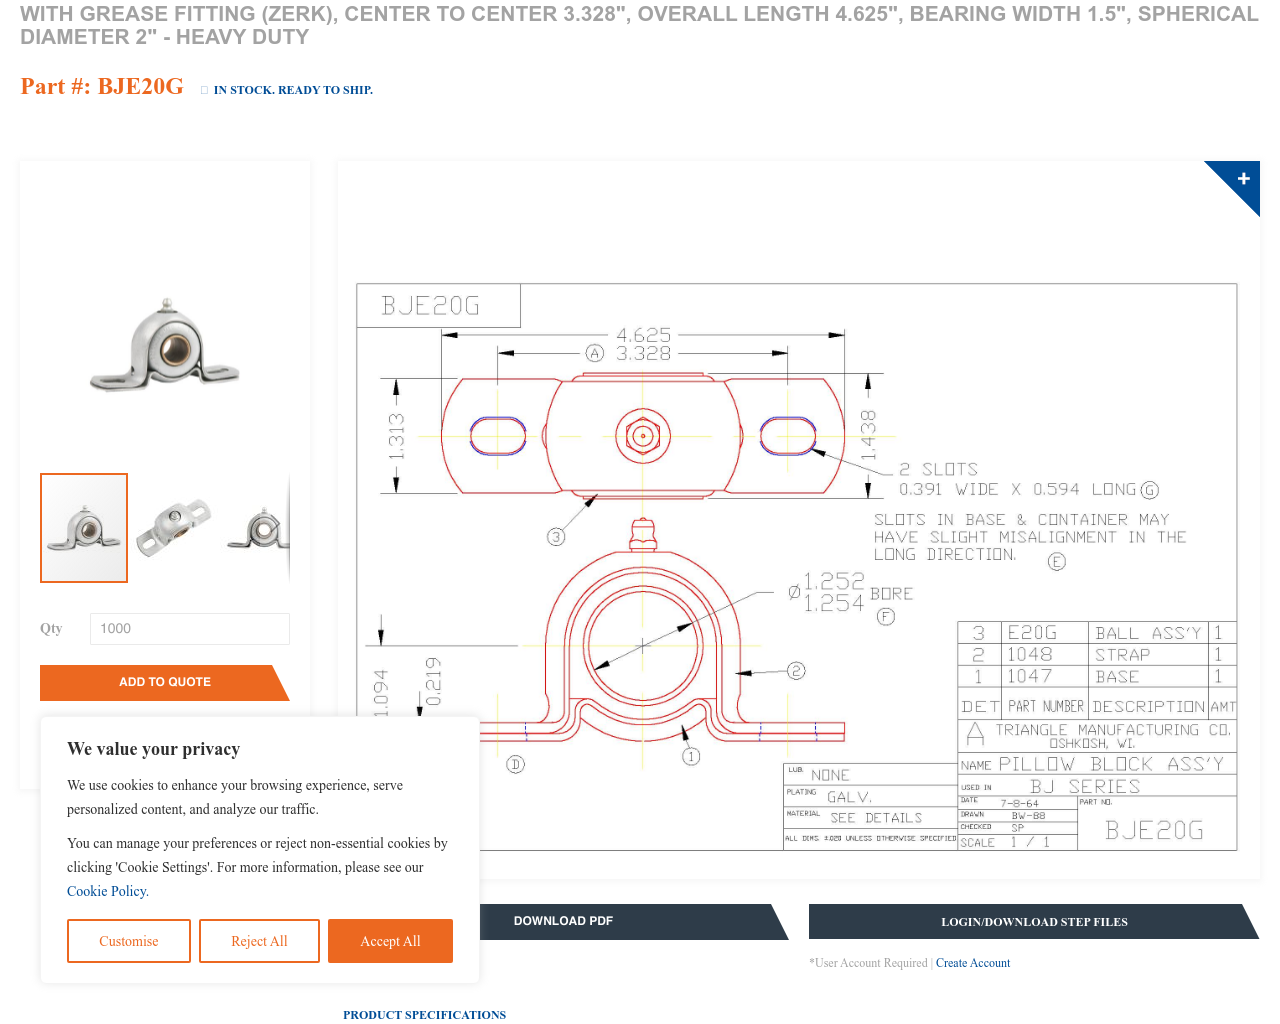 WITH GREASE FITTING (ZERK), CENTER TO CENTER 3.328", OVERALL LENGTH 4.625", BEARING WIDTH 1.5", SPHERICAL
DIAMETER 2" - HEAVY DUTY
Part #: BJE20G
IN STOCK. READY TO SHIP.
+
BJE20G
4.625
A 3.328
1.313
1.438
2 SLOTS
0.391 WIDE X 0.594 LONG G
3
SLOTS IN BASE & CONTAINER MAY
HAVE SLIGHT MISALIGNMENT IN THE
LONG DIRECTION. E
Ø 1.252
1.254 BORE
F
1.094
0.219
2
1
D
3 E20G BALL ASS'Y 1
2 1048 STRAP 1
1 1047 BASE 1
DET PART NUMBER DESCRIPTION AMT
A TRIANGLE MANUFACTURING CO.
OSHKOSH, WI.
NAME PILLOW BLOCK ASS'Y
USED IN BJ SERIES
DATE 7-8-64
DRAWN BW-88
CHECKED SP
SCALE 1 / 1
PART NO.
BJE20G
LUB. NONE
PLATING GALV.
MATERIAL SEE DETAILS
ALL DIMS. ±.020 UNLESS OTHERWISE SPECIFIED
Qty 1000
ADD TO QUOTE
We value your privacy
We use cookies to enhance your browsing experience, serve
personalized content, and analyze our traffic.
You can manage your preferences or reject non-essential cookies by
clicking 'Cookie Settings'. For more information, please see our
Cookie Policy.
Customise Reject All Accept All
DOWNLOAD PDF
LOGIN/DOWNLOAD STEP FILES
*User Account Required | Create Account
PRODUCT SPECIFICATIONS